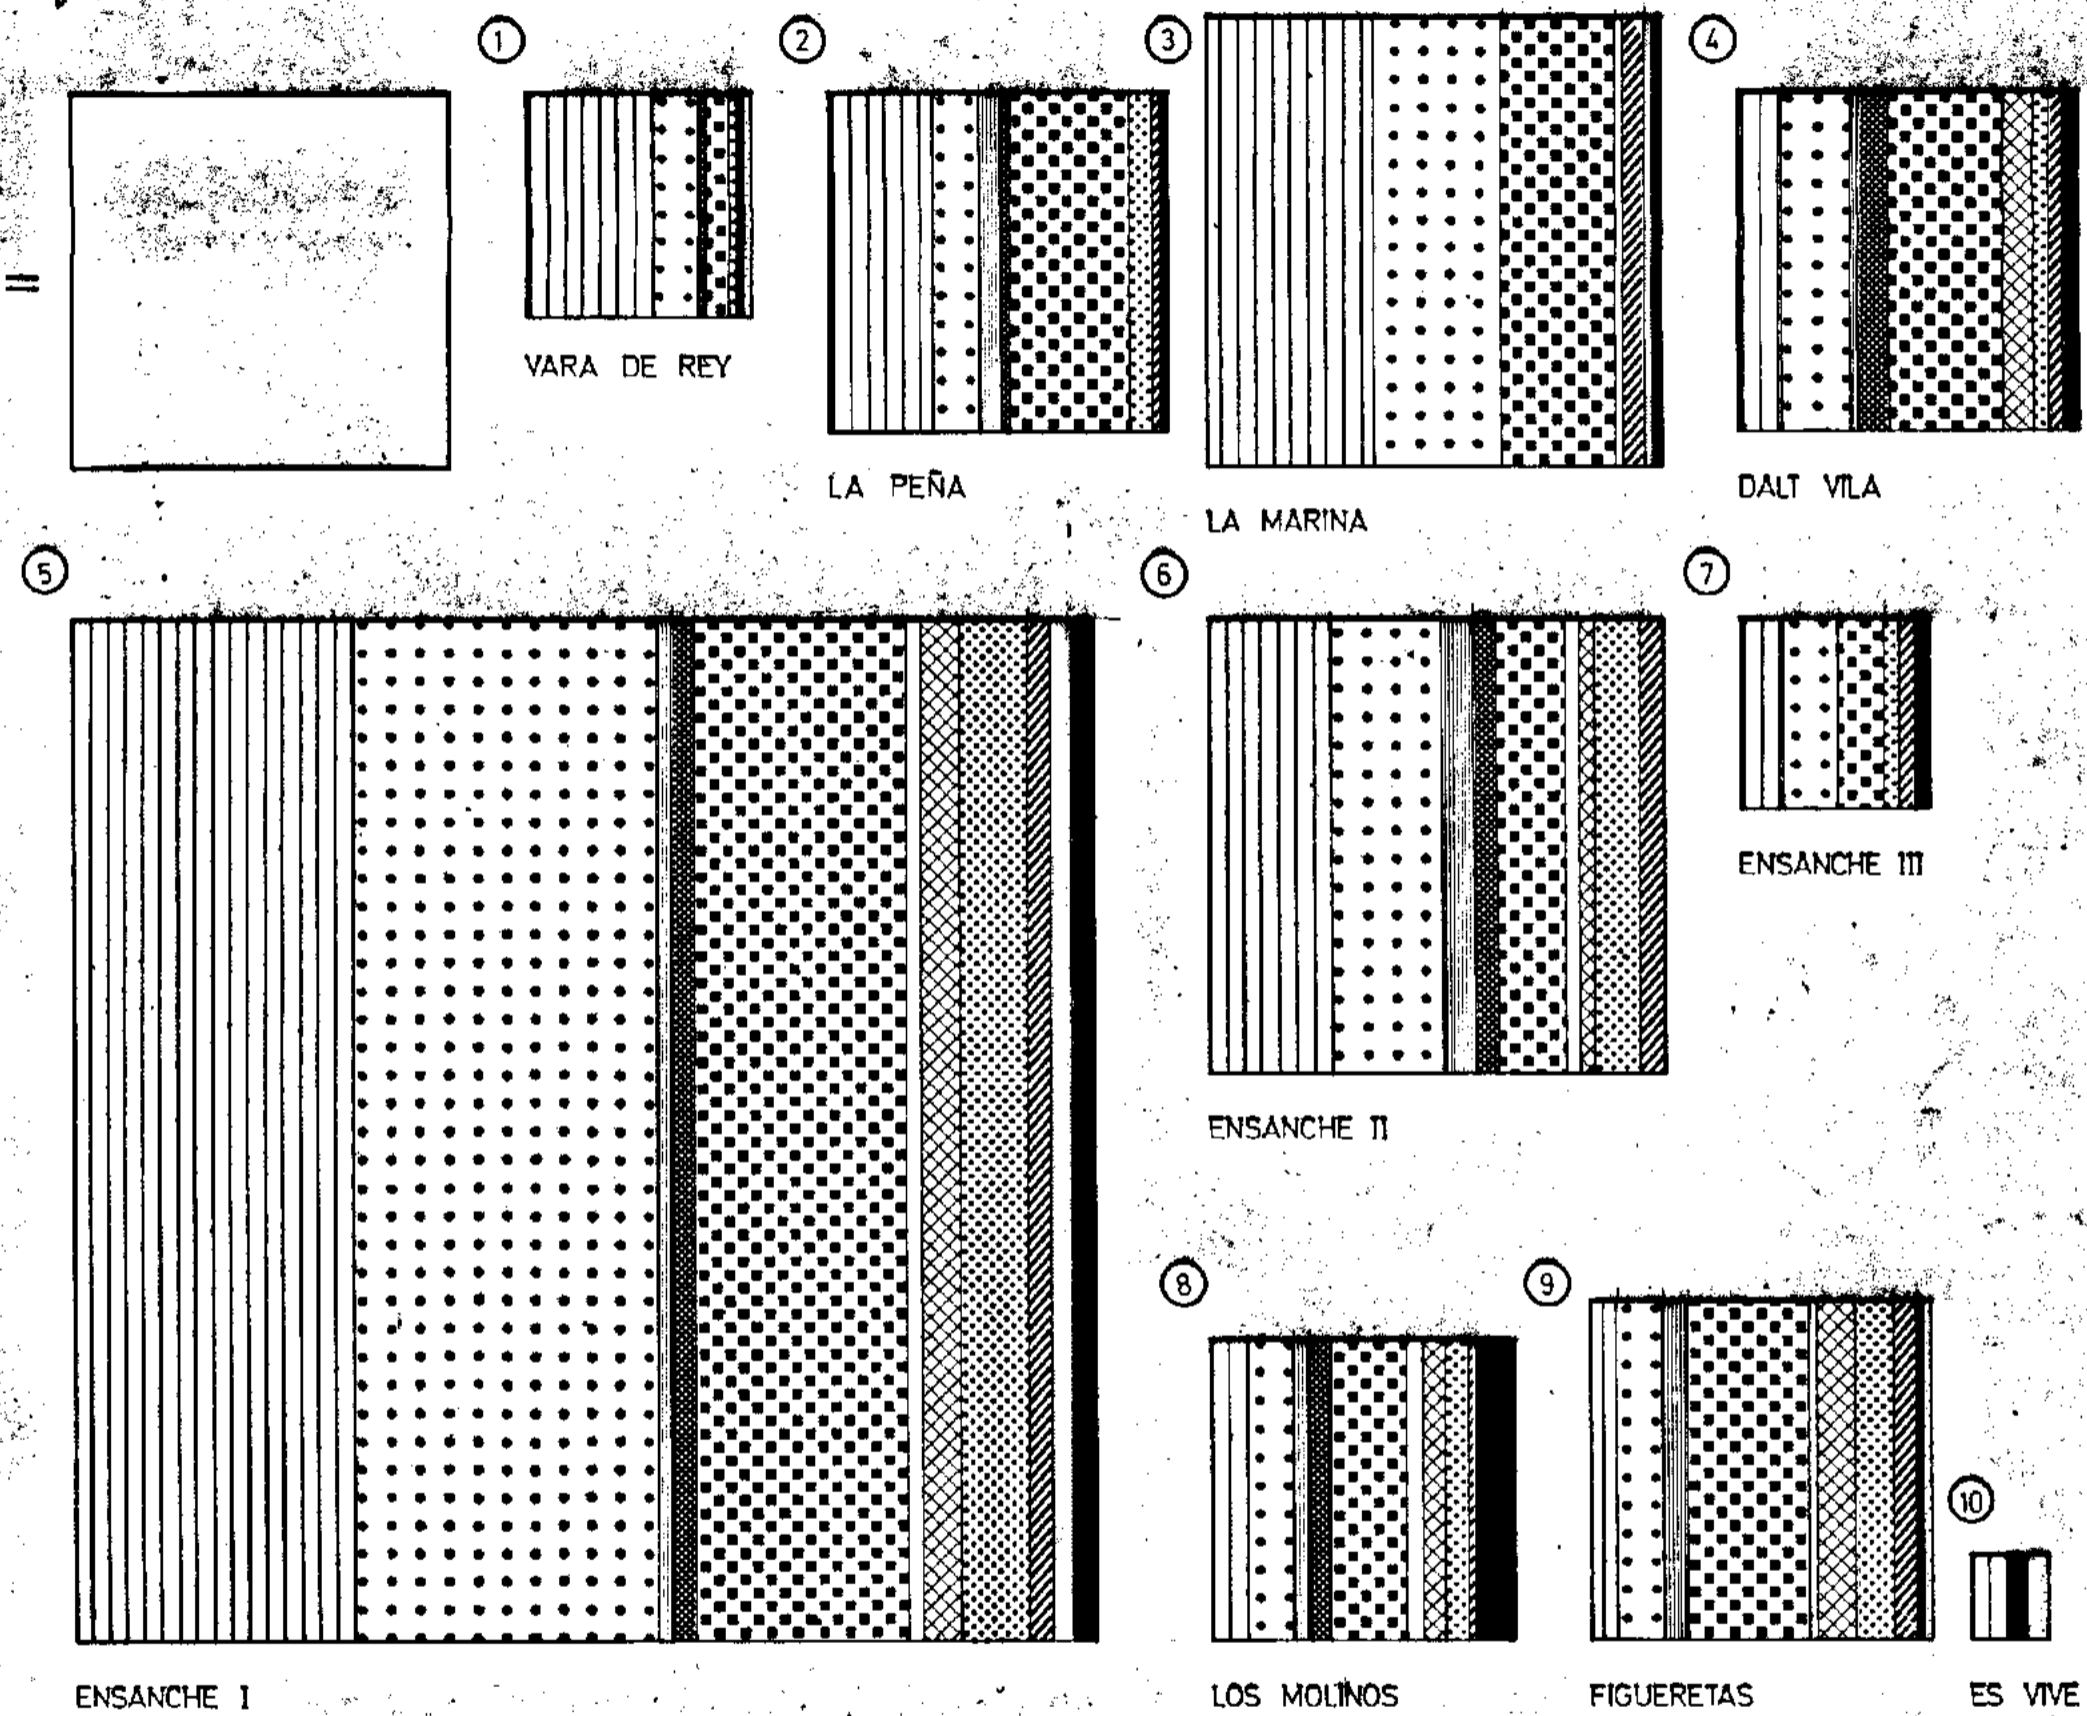 1
2
3
4
=
VARA DE REY
LA PEÑA
LA MARINA
DALT VILA
5
6
7
ENSANCHE III
ENSANCHE II
8
9
10
ENSANCHE I
LOS MOLINOS
FIGUERETAS
ES VIVE